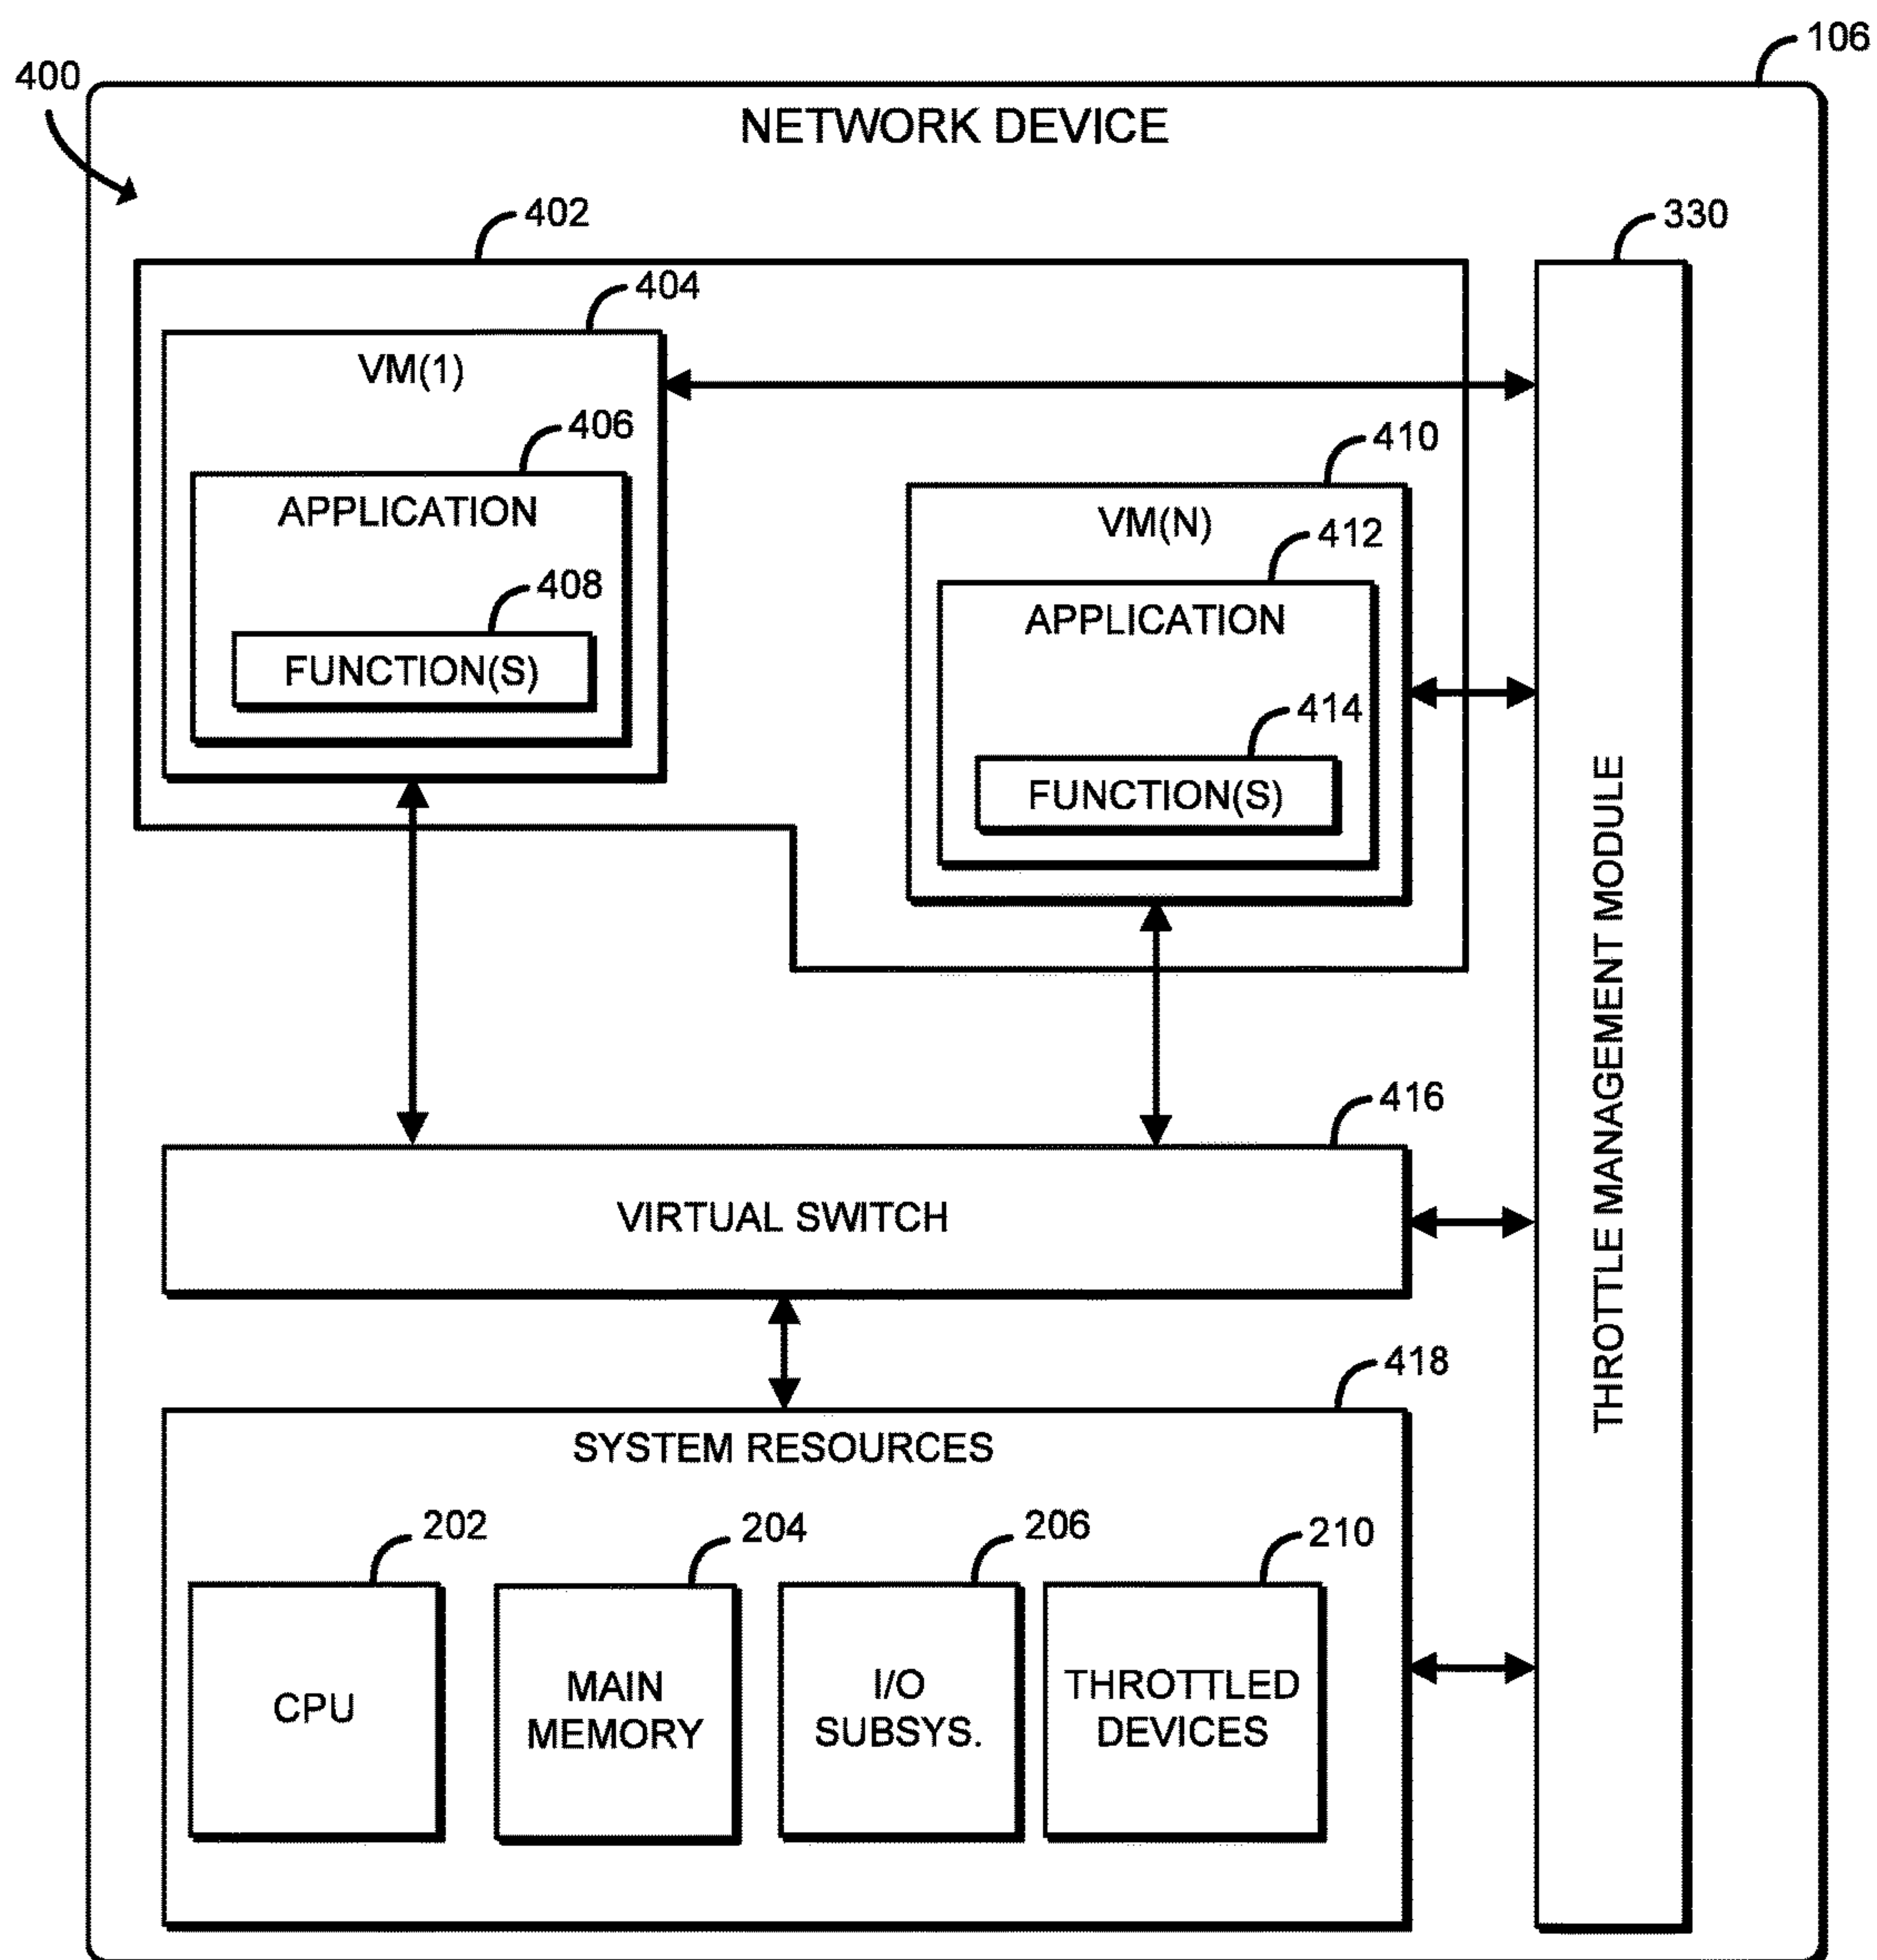 106
400
NETWORK DEVICE
402
330
404
VM(1)
406
410
APPLICATION
VM(N)
412
408
APPLICATION
FUNCTION(S)
414
FUNCTION(S)
THROTTLE MANAGEMENT MODULE
416
VIRTUAL SWITCH
418
SYSTEM RESOURCES
202
204
206
210
CPU
MAIN
MEMORY
I/O
SUBSYS.
THROTTLED
DEVICES